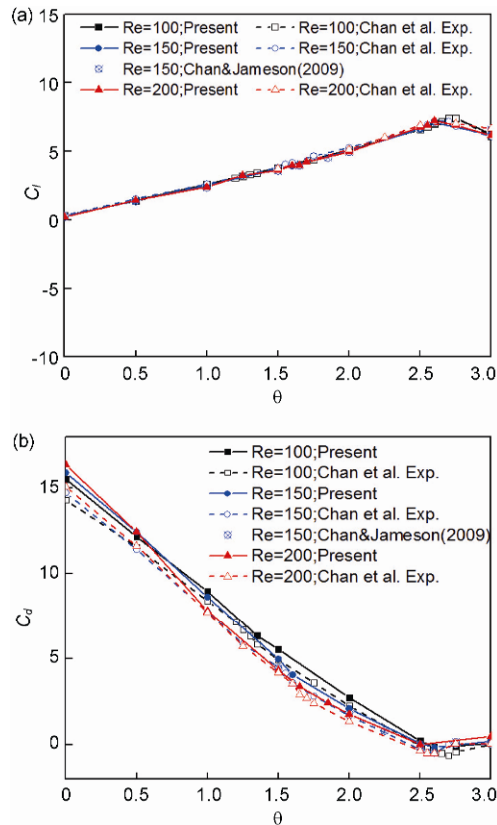 (a)
15
Re=100;Present Re=100;Chan et al. Exp.
Re=150;Present Re=150;Chan et al. Exp.
Re=150;Chan&Jameson(2009)
Re=200;Present Re=200;Chan et al. Exp.
10
5
0
-5
-10
C_l
0 0.5 1.0 1.5 2.0 2.5 3.0
θ
(b)
Re=100;Present
Re=100;Chan et al. Exp.
Re=150;Present
Re=150;Chan et al. Exp.
Re=150;Chan&Jameson(2009)
Re=200;Present
Re=200;Chan et al. Exp.
15
10
5
0
C_d
0 0.5 1.0 1.5 2.0 2.5 3.0
θ